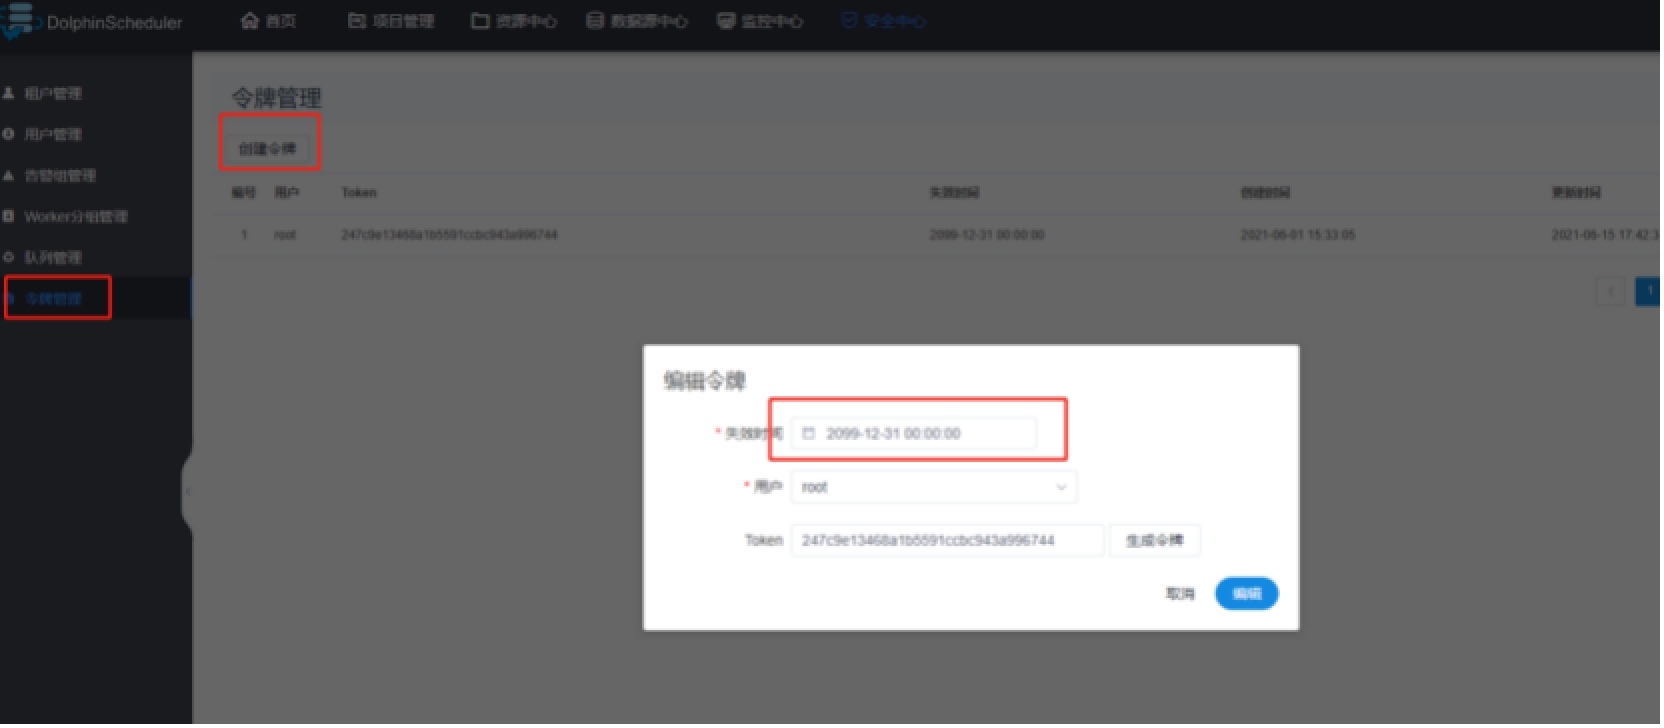 DolphinScheduler 首页 项目管理 资源中心 数据源中心 监控中心 安全中心
租户管理
用户管理
告警组管理
Worker分组管理
队列管理
令牌管理
令牌管理
创建令牌
编号 用户 Token 失效时间 创建时间 更新时间
1 root 247c9e13468a1b5591ccbc943a996744 2099-12-31 00:00:00 2021-06-01 15:33:05 2021-06-15 17:42:3
1
编辑令牌
* 失效时间 2099-12-31 00:00:00
* 用户 root
Token 247c9e13468a1b5591ccbc943a996744 生成令牌
取消 编辑